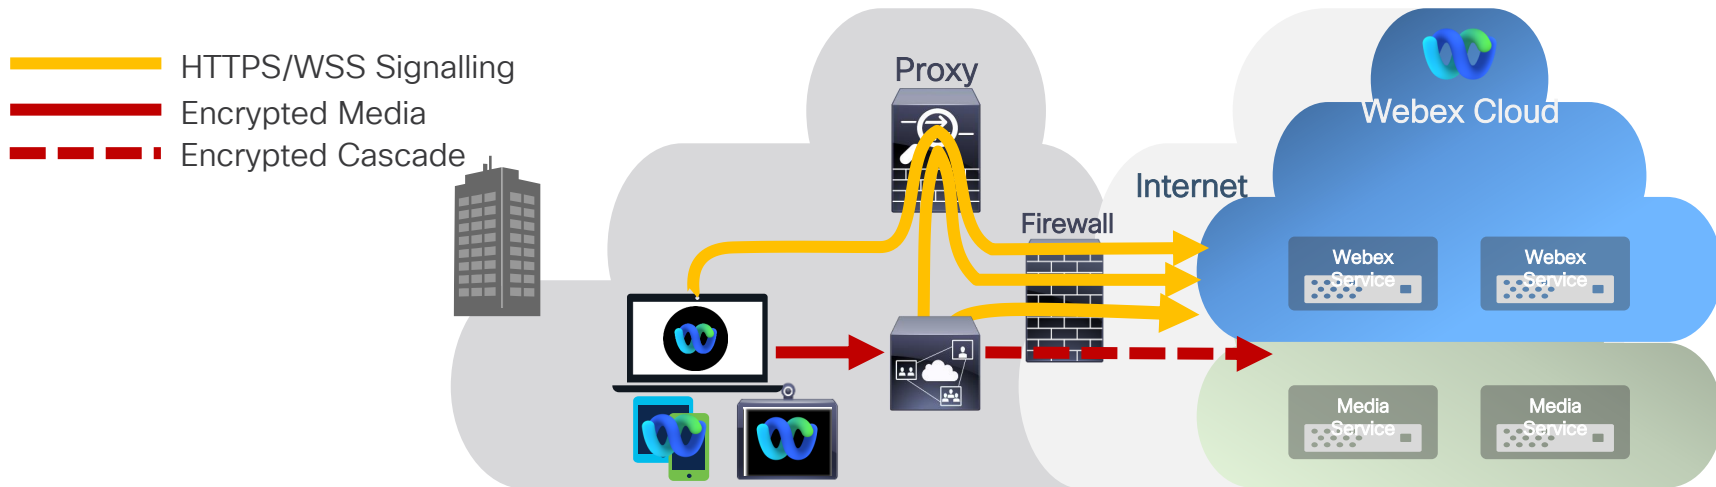 HTTPS/WSS Signalling
Encrypted Media
Encrypted Cascade
Proxy
Firewall
Internet
Webex Cloud
Webex
Service
Webex
Service
Media
Service
Media
Service